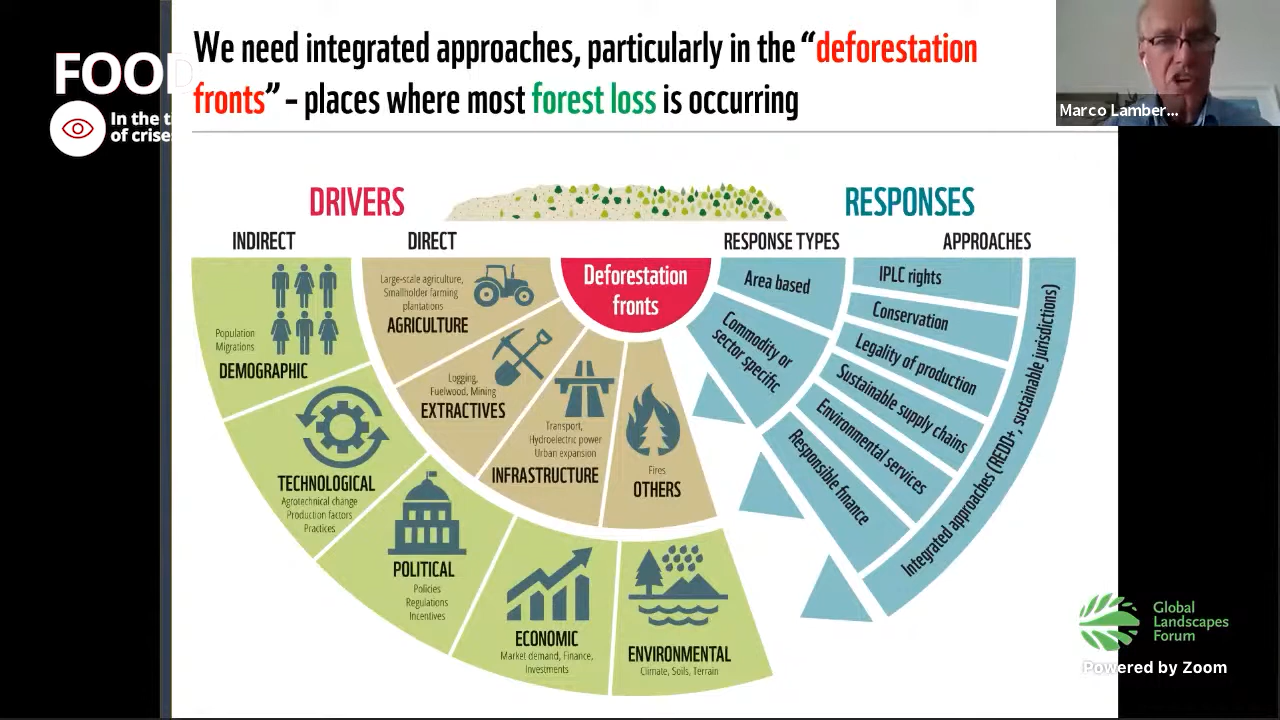 We need integrated approaches, particularly in the “deforestation
fronts” – places where most forest loss is occurring
FOOD
In the t
of crise
Marco Lamber...
DRIVERS
RESPONSES
INDIRECT
DIRECT
RESPONSE TYPES
APPROACHES
Deforestation
fronts
Population
Migrations
DEMOGRAPHIC
TECHNOLOGICAL
Agrotechnical change
Production factors
Practices
POLITICAL
Policies
Regulations
Incentives
ECONOMIC
Market demand, Finance,
Investments
ENVIRONMENTAL
Climate, Soils, Terrain
Large-scale agriculture,
Smallholder farming
plantations
AGRICULTURE
Logging,
Fuelwood, Mining
EXTRACTIVES
Transport,
Hydroelectric power
Urban expansion
INFRASTRUCTURE
Fires
OTHERS
Area based
Commodity or
sector specific
IPLC rights
Conservation
Legality of production
Sustainable supply chains
Environmental services
Responsible finance
Integrated approaches (REDD+, sustainable jurisdictions)
Global
Landscapes
Forum
Powered by Zoom